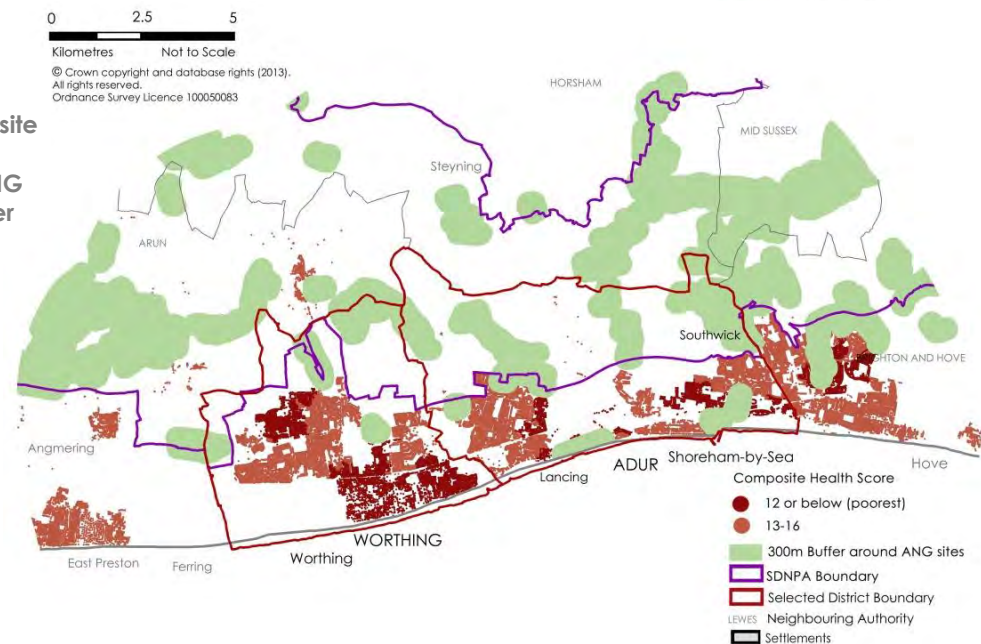 0 2.5 5
Kilometres Not to Scale
© Crown copyright and database rights (2013).
All rights reserved.
Ordnance Survey Licence 100050083
site
HORSHAM
MID SUSSEX
Steyning
ARUN
Southwick
BRIGHTON AND HOVE
Angmering
Lancing
ADUR
Shoreham-by-Sea
Hove
WORTHING
Worthing
East Preston
Ferring
Composite Health Score
12 or below (poorest)
13-16
300m Buffer around ANG sites
SDNPA Boundary
Selected District Boundary
LEWES Neighbouring Authority
Settlements